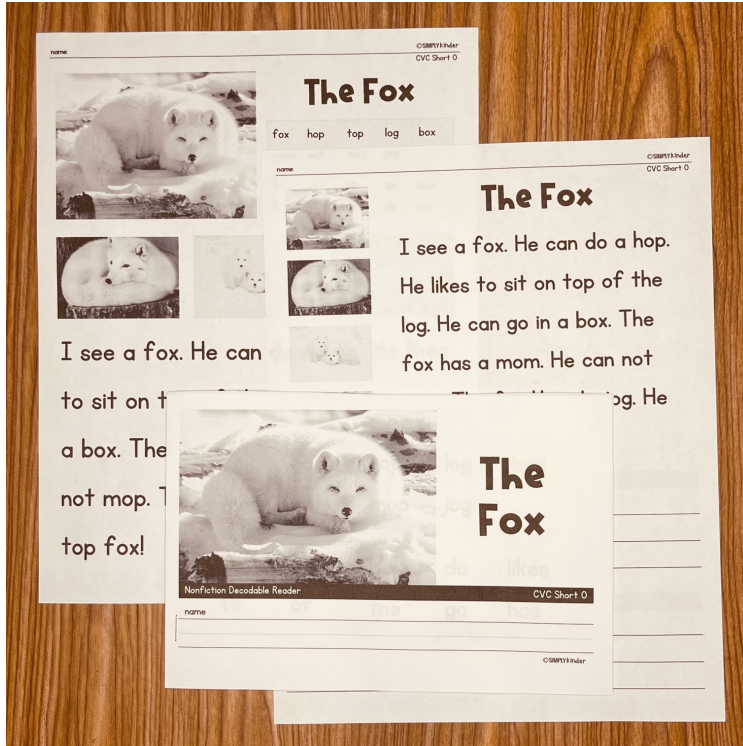 name
©SIMPLYkinder
CVC Short O
The Fox
fox hop top log box
I see a fox. He can
to sit on
a box. The
not mop.
top fox!
name
©SIMPLYkinder
CVC Short O
The Fox
I see a fox. He can do a hop.
He likes to sit on top of the
log. He can go in a box. The
fox has a mom. He can not
He
The
Fox
Nonfiction Decodable Reader
CVC Short O
name
©SIMPLYkinder